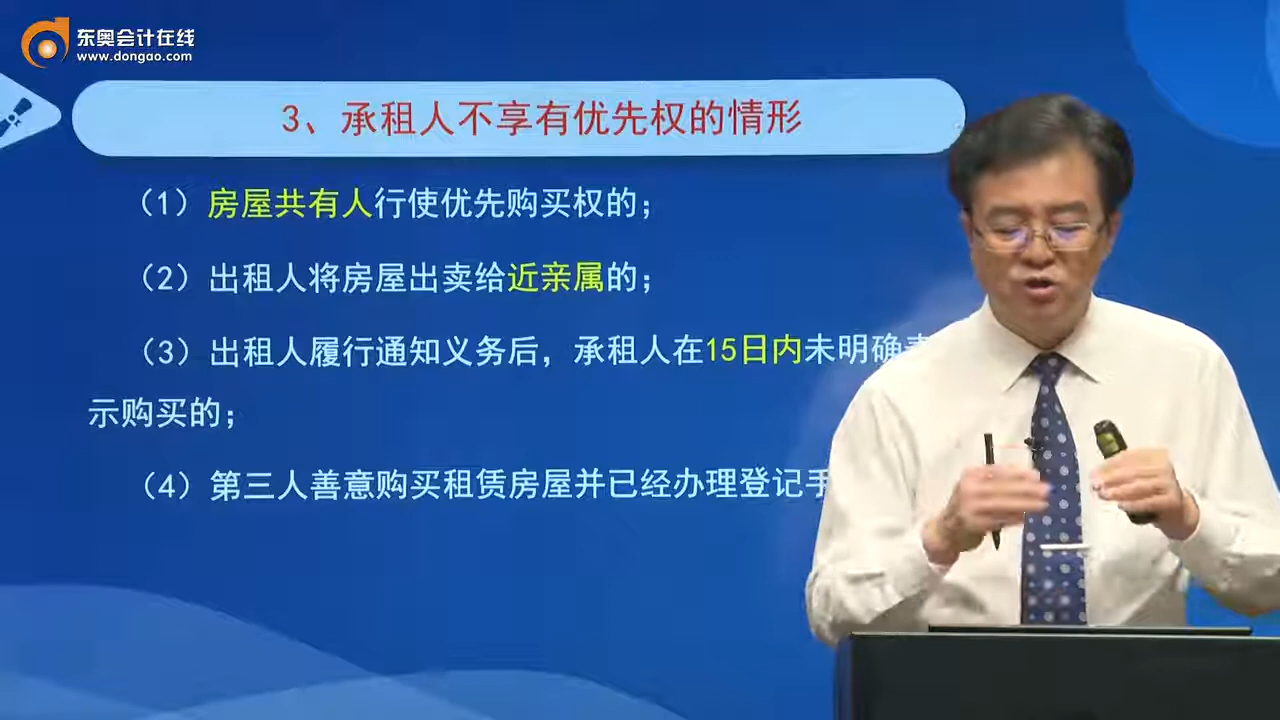 东奥会计在线
www.dongao.com
3、承租人不享有优先权的情形
（1）房屋共有人行使优先购买权的；
（2）出租人将房屋出卖给近亲属的；
（3）出租人履行通知义务后，承租人在15日内未明确表
示购买的；
（4）第三人善意购买租赁房屋并已经办理登记手